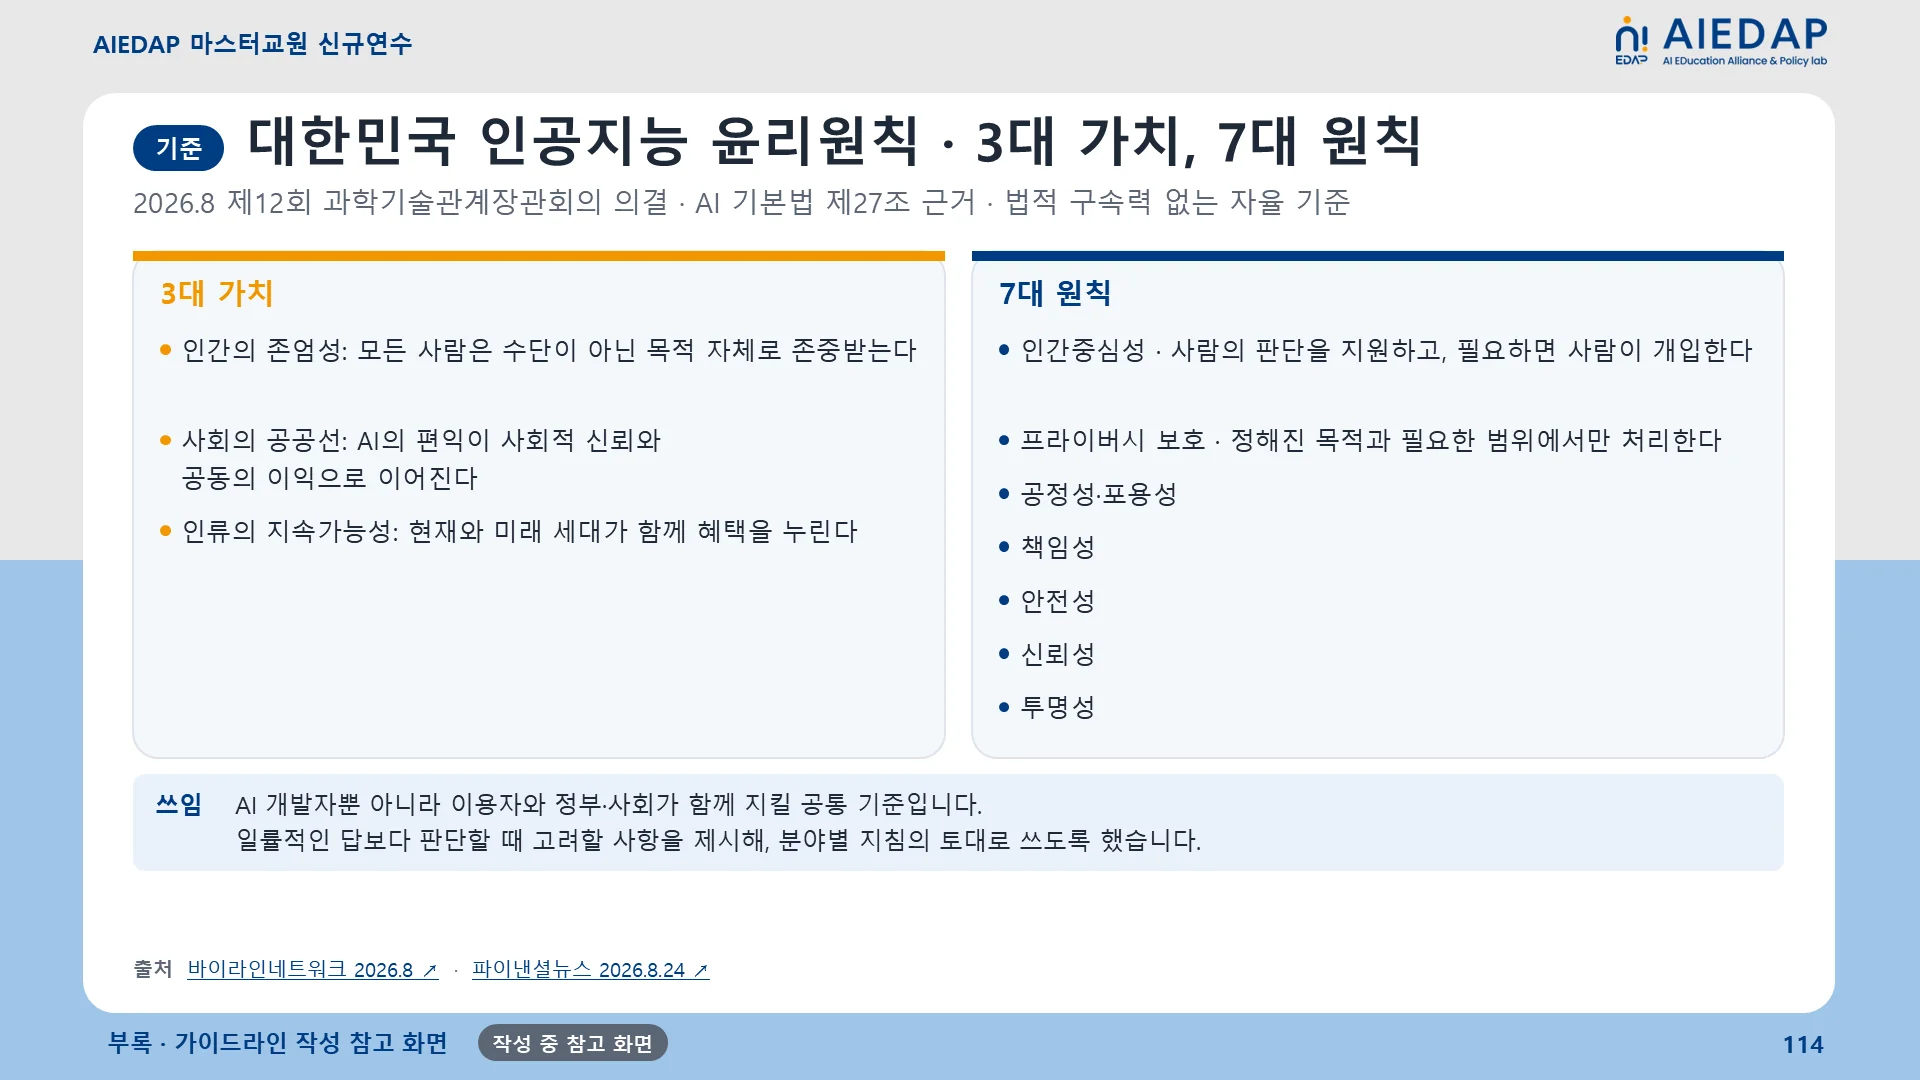 AIEDAP 마스터교원 신규연수
AIEDAP
EDAP
AI EDucation Alliance & Policy lab
기준
대한민국 인공지능 윤리원칙 · 3대 가치, 7대 원칙
2026.8 제12회 과학기술관계장관회의 의결 · AI 기본법 제27조 근거 · 법적 구속력 없는 자율 기준
3대 가치
• 인간의 존엄성: 모든 사람은 수단이 아닌 목적 자체로 존중받는다
• 사회의 공공선: AI의 편익이 사회적 신뢰와
공동의 이익으로 이어진다
• 인류의 지속가능성: 현재와 미래 세대가 함께 혜택을 누린다
7대 원칙
• 인간중심성 · 사람의 판단을 지원하고, 필요하면 사람이 개입한다
• 프라이버시 보호 · 정해진 목적과 필요한 범위에서만 처리한다
• 공정성·포용성
• 책임성
• 안전성
• 신뢰성
• 투명성
쓰임 AI 개발자뿐 아니라 이용자와 정부·사회가 함께 지킬 공통 기준입니다.
일률적인 답보다 판단할 때 고려할 사항을 제시해, 분야별 지침의 토대로 쓰도록 했습니다.
출처 바이라인네트워크 2026.8 ↗ · 파이낸셜뉴스 2026.8.24 ↗
부록 · 가이드라인 작성 참고 화면 작성 중 참고 화면 114